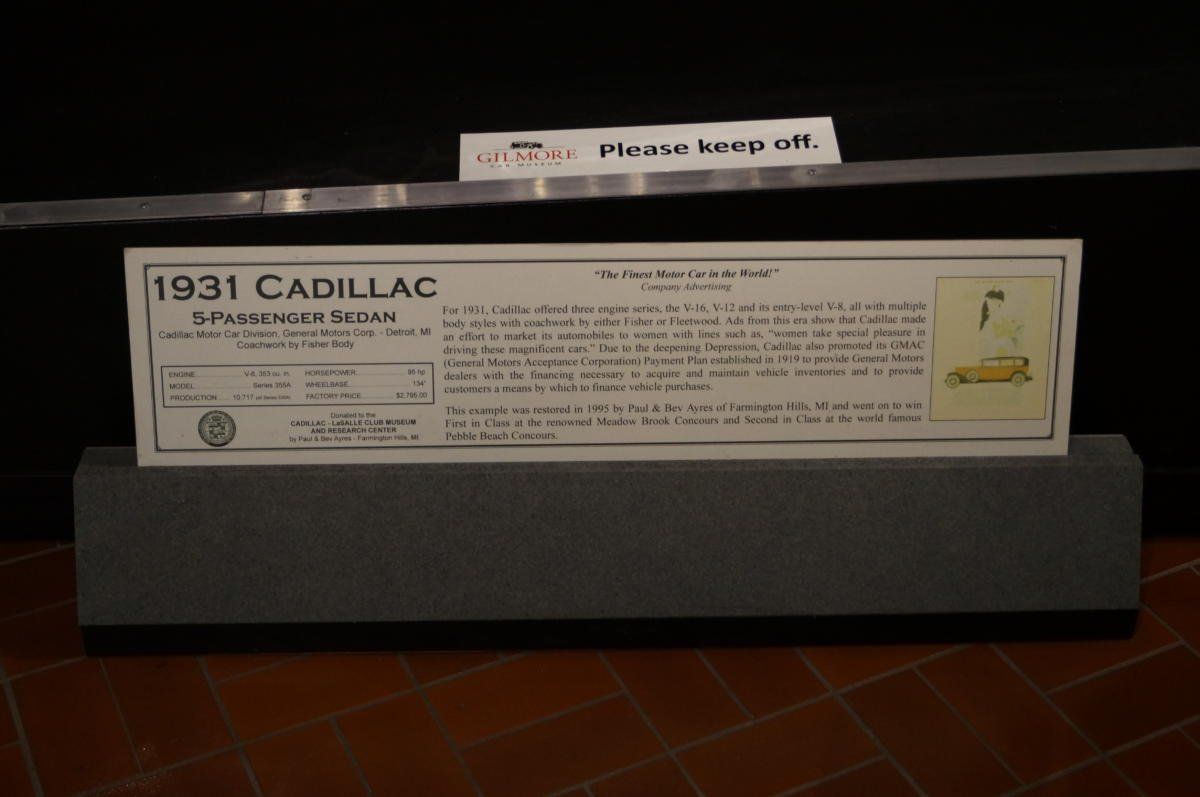 GILMORE
CAR MUSEUM
Please keep off.
1931 CADILLAC
5-PASSENGER SEDAN
Cadillac Motor Car Division, General Motors Corp. - Detroit, MI
Coachwork by Fisher Body
ENGINE V-8, 353 cu. in. HORSEPOWER 95 hp
MODEL Series 355A WHEELBASE 134"
PRODUCTION 10,717 (all Series 355A) FACTORY PRICE $2,795.00
Donated to the
CADILLAC - LaSALLE CLUB MUSEUM
AND RESEARCH CENTER
by Paul & Bev Ayres - Farmington Hills, MI
"The Finest Motor Car in the World!"
Company Advertising
For 1931, Cadillac offered three engine series, the V-16, V-12 and its entry-level V-8, all with multiple
body styles with coachwork by either Fisher or Fleetwood. Ads from this era show that Cadillac made
an effort to market its automobiles to women with lines such as, "women take special pleasure in
driving these magnificent cars." Due to the deepening Depression, Cadillac also promoted its GMAC
(General Motors Acceptance Corporation) Payment Plan established in 1919 to provide General Motors
dealers with the financing necessary to acquire and maintain vehicle inventories and to provide
customers a means by which to finance vehicle purchases.
This example was restored in 1995 by Paul & Bev Ayres of Farmington Hills, MI and went on to win
First in Class at the renowned Meadow Brook Concours and Second in Class at the world famous
Pebble Beach Concours.